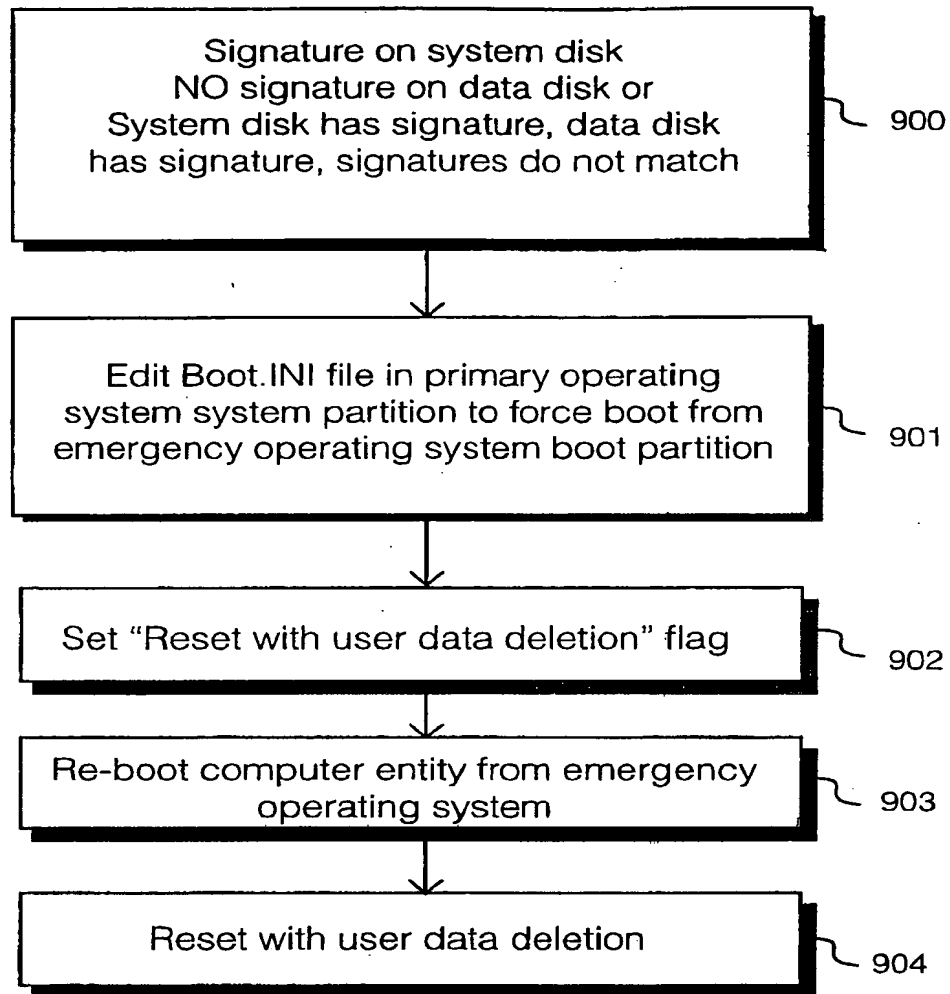 Signature on system disk
NO signature on data disk or
System disk has signature, data disk
has signature, signatures do not match
900
Edit Boot.INI file in primary operating
system system partition to force boot from
emergency operating system boot partition
901
Set “Reset with user data deletion” flag
902
Re-boot computer entity from emergency
operating system
903
Reset with user data deletion
904